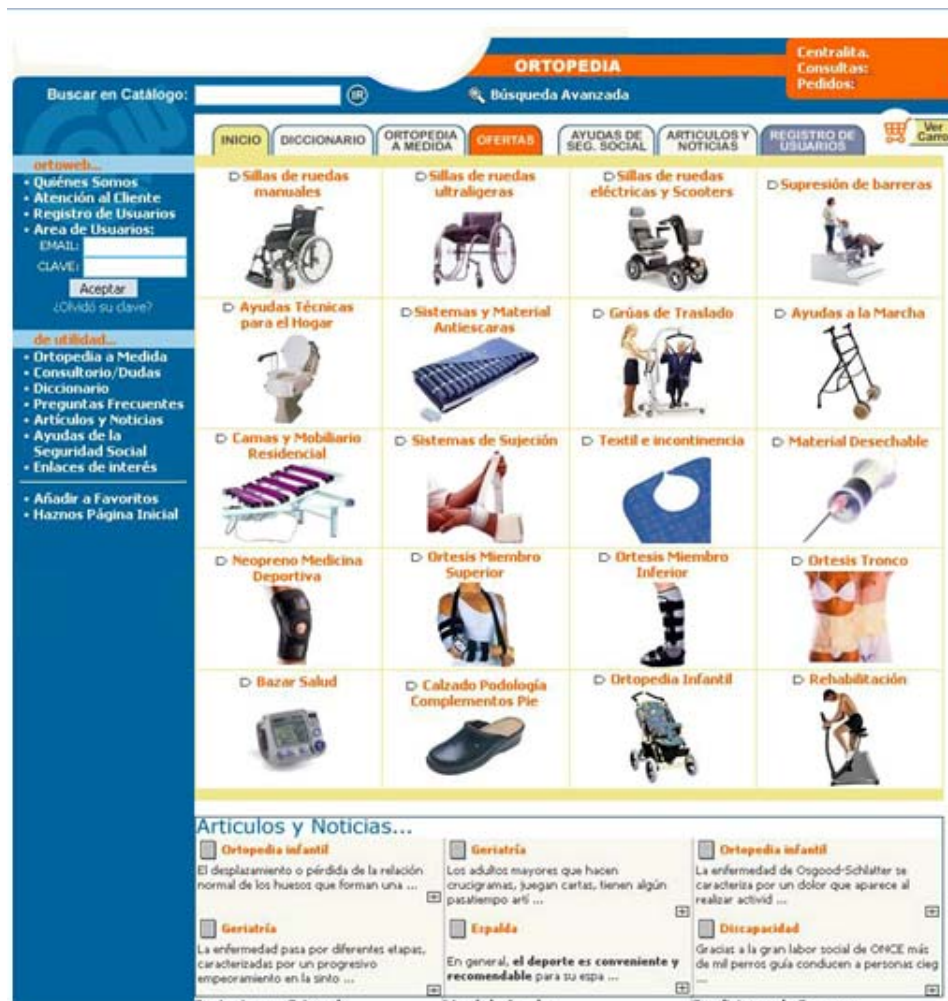 ORTOPEDIA
Centralita.
Consultas:
Pedidos:
Buscar en Catálogo:
IR
Búsqueda Avanzada
INICIO
DICCIONARIO
ORTOPEDIA
A MEDIDA
OFERTAS
AYUDAS DE
SEG. SOCIAL
ARTICULOS Y
NOTICIAS
REGISTRO DE
USUARIOS
Ver
Carro
ortoweb...
• Quiénes Somos
• Atención al Cliente
• Registro de Usuarios
• Area de Usuarios:
EMAIL:
CLAVE:
Aceptar
¿Olvidó su clave?
de utilidad...
• Ortopedia a Medida
• Consultorio/Dudas
• Diccionario
• Preguntas Frecuentes
• Artículos y Noticias
• Ayudas de la
Seguridad Social
• Enlaces de interés
• Añadir a Favoritos
• Haznos Página Inicial
Sillas de ruedas
manuales
Sillas de ruedas
ultraligeras
Sillas de ruedas
eléctricas y Scooters
Supresión de barreras
Ayudas Técnicas
para el Hogar
Sistemas y Material
Antiescaras
Grúas de Traslado
Ayudas a la Marcha
Camas y Mobiliario
Residencial
Sistemas de Sujeción
Textil e incontinencia
Material Desechable
Neopreno Medicina
Deportiva
Ortesis Miembro
Superior
Ortesis Miembro
Inferior
Ortesis Tronco
Bazar Salud
Calzado Podología
Complementos Pie
Ortopedia Infantil
Rehabilitación
Articulos y Noticias...
Ortopedia infantil
El desplazamiento o pérdida de la relación
normal de los huesos que forman una ...
Geriatría
Los adultos mayores que hacen
crucigramas, juegan cartas, tienen algún
pasatiempo artí ...
Ortopedia infantil
La enfermedad de Osgood-Schlatter se
caracteriza por un dolor que aparece al
realizar activid ...
Geriatría
La enfermedad pasa por diferentes etapas,
caracterizadas por un progresivo
empeoramiento en la sinto ...
Espalda
En general, el deporte es conveniente y
recomendable para su espa ...
Discapacidad
Gracias a la gran labor social de ONCE más
de mil perros guía conducen a personas cieg
...